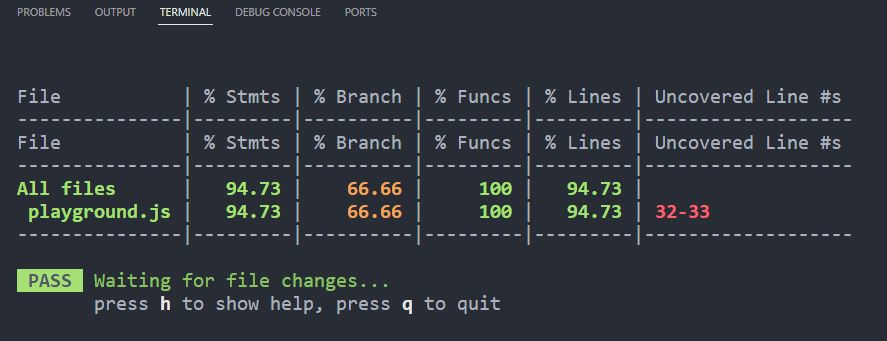 PROBLEMS OUTPUT TERMINAL DEBUG CONSOLE PORTS
File | % Stmts | % Branch | % Funcs | % Lines | Uncovered Line #s
---------------|---------|----------|---------|---------|-------------------
File | % Stmts | % Branch | % Funcs | % Lines | Uncovered Line #s
---------------|---------|----------|---------|---------|-------------------
All files | 94.73 | 66.66 | 100 | 94.73 |
playground.js | 94.73 | 66.66 | 100 | 94.73 | 32-33
---------------|---------|----------|---------|---------|-------------------
PASS Waiting for file changes...
press h to show help, press q to quit